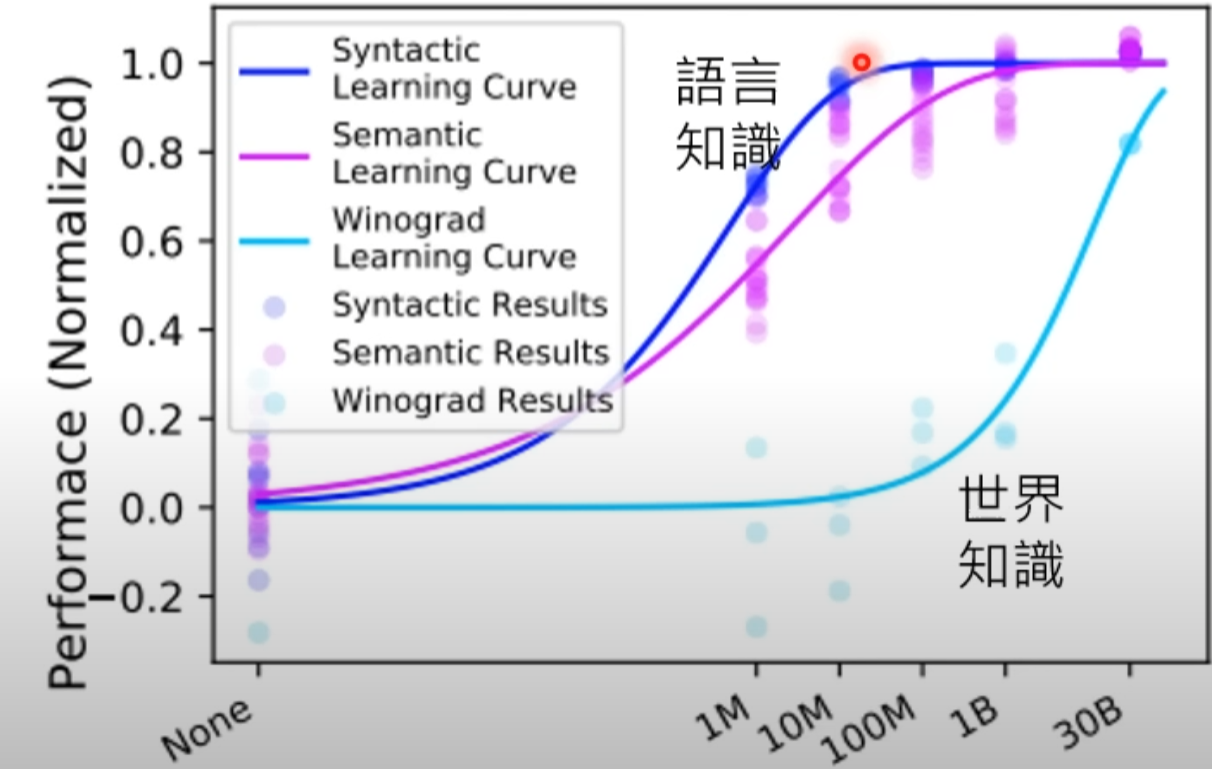 Syntactic
Learning Curve
Semantic
Learning Curve
Winograd
Learning Curve
Syntactic Results
Semantic Results
Winograd Results
語言
知識
世界
知識
Performace (Normalized)
1.0
0.8
0.6
0.4
0.2
0.0
−0.2
None
1M
10M
100M
1B
30B